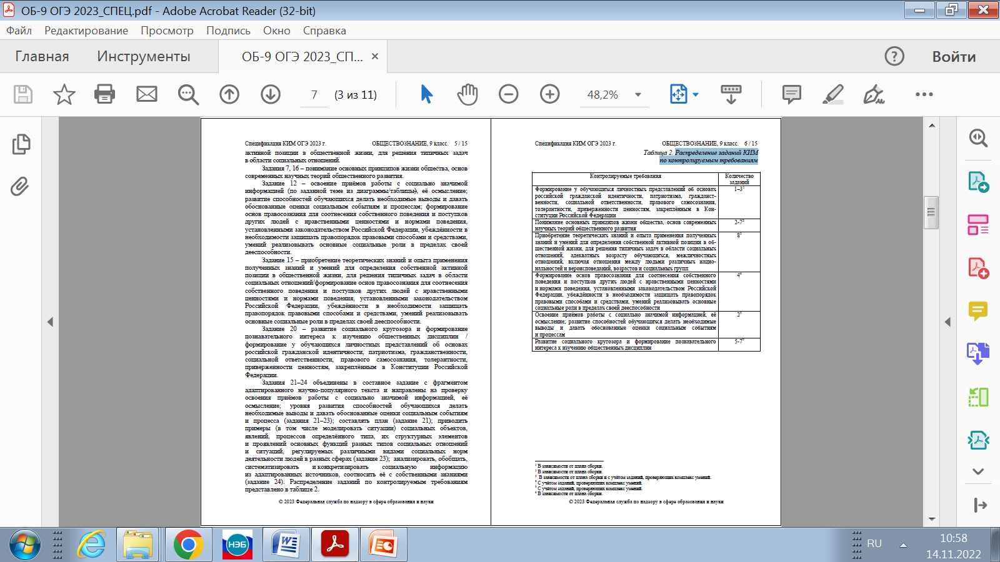 ОБ-9 ОГЭ 2023_СПЕЦ.pdf - Adobe Acrobat Reader (32-bit)
Файл Редактирование Просмотр Подпись Окно Справка
Главная Инструменты ОБ-9 ОГЭ 2023_СП... × Войти
7 (3 из 11) 48,2%
Спецификация КИМ ОГЭ 2023 г. ОБЩЕСТВОЗНАНИЕ, 9 класс. 5 / 15
активной позиции в общественной жизни, для решения типичных задач
в области социальных отношений.
Задания 7, 16 – понимание основных принципов жизни общества, основ
современных научных теорий общественного развития.
Задание 12 – освоение приёмов работы с социально значимой
информацией (по заданной теме из диаграммы/таблицы), её осмысление;
развитие способностей обучающихся делать необходимые выводы и давать
обоснованные оценки социальным событиям и процессам; формирование
основ правосознания для соотнесения собственного поведения и поступков
других людей с нравственными ценностями и нормами поведения,
установленными законодательством Российской Федерации, убеждённости в
необходимости защищать правопорядок правовыми способами и средствами,
умений реализовывать основные социальные роли в пределах своей
дееспособности.
Задание 15 – приобретение теоретических знаний и опыта применения
полученных знаний и умений для определения собственной активной
позиции в общественной жизни, для решения типичных задач в области
социальных отношений/формирование основ правосознания для соотнесения
собственного поведения и поступков других людей с нравственными
ценностями и нормами поведения, установленными законодательством
Российской Федерации, убеждённости в необходимости защищать
правопорядок правовыми способами и средствами, умений реализовывать
основные социальные роли в пределах своей дееспособности.
Задание 20 – развитие социального кругозора и формирование
познавательного интереса к изучению общественных дисциплин /
формирование у обучающихся личностных представлений об основах
российской гражданской идентичности, патриотизма, гражданственности,
социальной ответственности, правового самосознания, толерантности,
приверженности ценностям, закреплённым в Конституции Российской
Федерации.
Задания 21–24 объединены в составное задание с фрагментом
адаптированного научно-популярного текста и направлены на проверку
освоения приёмов работы с социально значимой информацией, её
осмысление; уровня развития способностей обучающихся делать
необходимые выводы и давать обоснованные оценки социальным событиям
и процесса (задания 21–23); составлять план (задание 21); приводить
примеры (в том числе моделировать ситуации) социальных объектов,
явлений, процессов определённого типа, их структурных элементов
и проявлений основных функций разных типов социальных отношений
и ситуаций, регулируемых различными видами социальных норм
деятельности людей в разных сферах (задание 23); анализировать, обобщать,
систематизировать и конкретизировать социальную информацию
из адаптированных источников, соотносить её с собственными знаниями
(задание 24). Распределение заданий по контролируемым требованиям
представлено в таблице 2.
© 2023 Федеральная служба по надзору в сфере образования и науки
Спецификация КИМ ОГЭ 2023 г. ОБЩЕСТВОЗНАНИЕ, 9 класс. 6 / 15
Таблица 2. Распределение заданий КИМ
по контролируемым требованиям
Контролируемые требования Количество
заданий
Формирование у обучающихся личностных представлений об основах 1–3¹
российской гражданской идентичности, патриотизма, гражданст-
венности, социальной ответственности, правового самосознания,
толерантности, приверженности ценностям, закреплённым в Кон-
ституции Российской Федерации
Понимание основных принципов жизни общества, основ современных 2-7²
научных теорий общественного развития
Приобретение теоретических знаний и опыта применения полученных 8³
знаний и умений для определения собственной активной позиции в об-
щественной жизни, для решения типичных задач в области социальных
отношений, адекватных возрасту обучающихся, межличностных
отношений, включая отношения между людьми различных нацио-
нальностей и вероисповеданий, возрастов и социальных групп
Формирование основ правосознания для соотнесения собственного 4⁴
поведения и поступков других людей с нравственными ценностями
и нормами поведения, установленными законодательством Российской
Федерации, убеждённости в необходимости защищать правопорядок
правовыми способами и средствами, умений реализовывать основные
социальные роли в пределах своей дееспособности
Освоение приёмов работы с социально значимой информацией, её 2⁵
осмысление; развитие способностей обучающихся делать необходимые
выводы и давать обоснованные оценки социальным событиям
и процессам
Развитие социального кругозора и формирование познавательного 5-7⁶
интереса к изучению общественных дисциплин
¹ В зависимости от плана сборки.
² В зависимости от плана сборки.
³ В зависимости от плана сборки и с учётом заданий, проверяющих комплекс умений.
⁴ С учётом заданий, проверяющих комплекс умений.
⁵ С учётом заданий, проверяющих комплекс умений.
⁶ В зависимости от плана сборки.
© 2023 Федеральная служба по надзору в сфере образования и науки
НЭБ
RU
10:58
14.11.2022